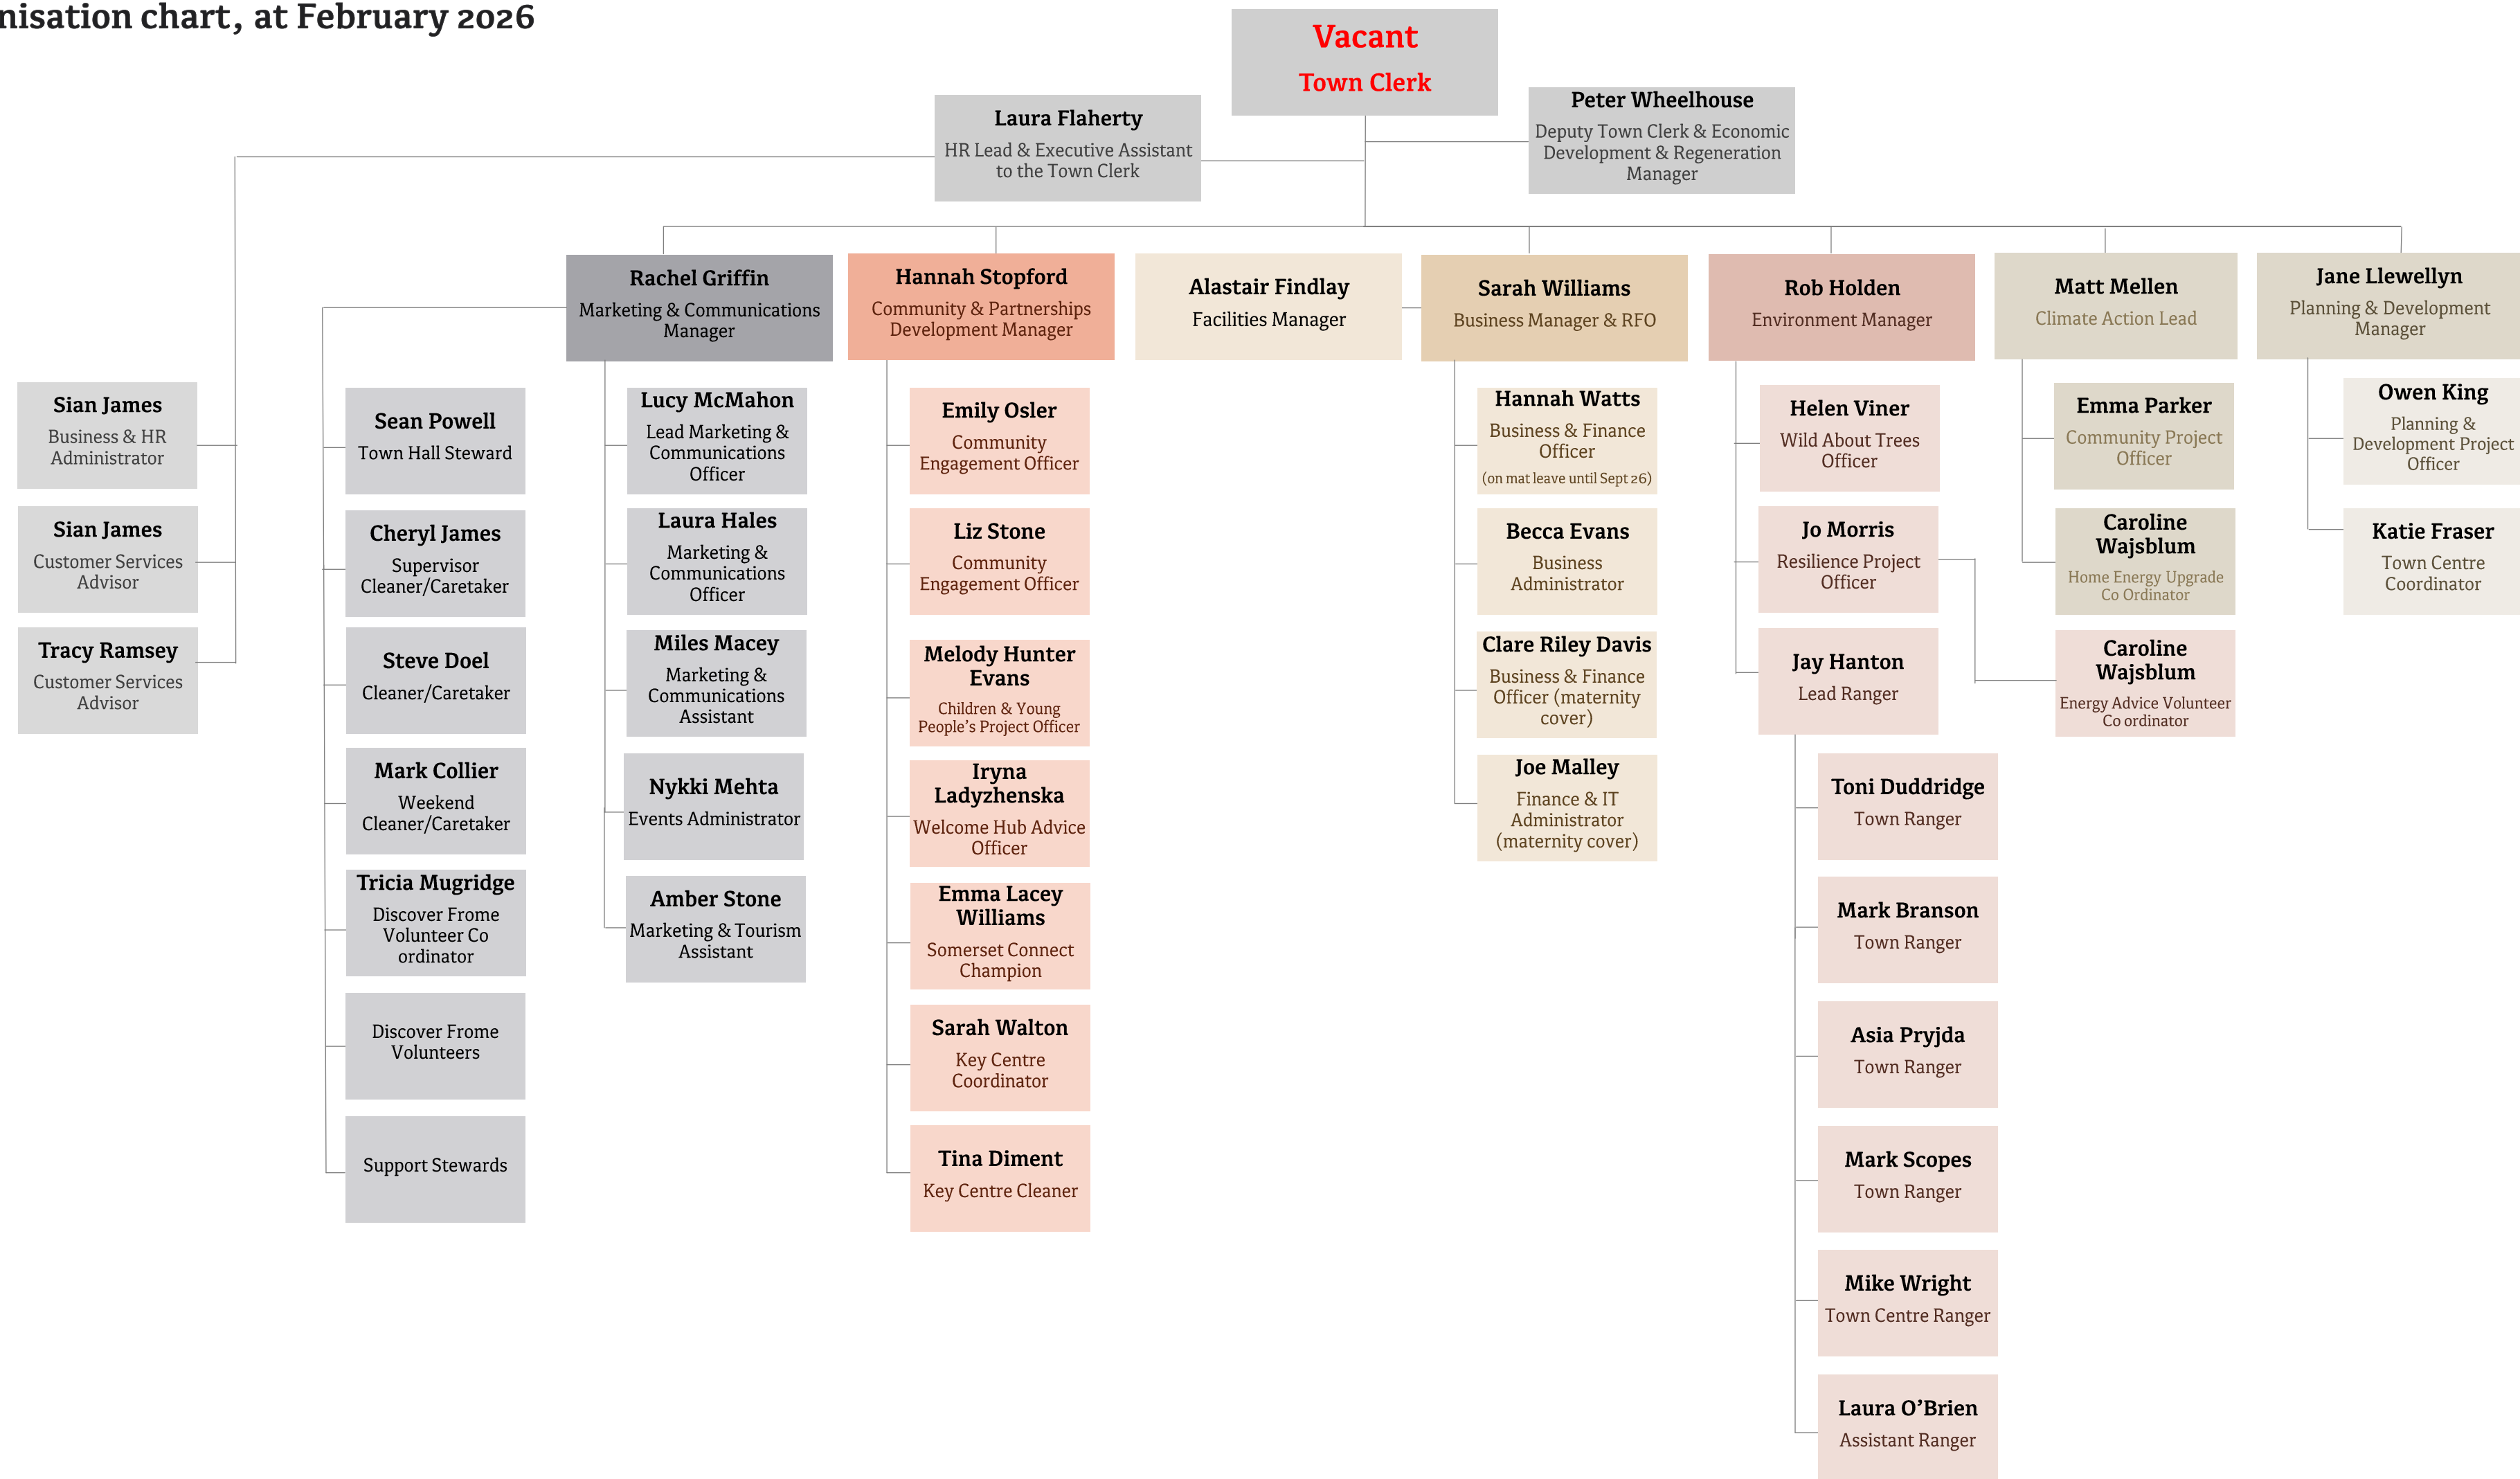 nisation chart, at February 2026
Vacant
Town Clerk
Laura Flaherty
HR Lead & Executive Assistant
to the Town Clerk
Peter Wheelhouse
Deputy Town Clerk & Economic
Development & Regeneration
Manager
Rachel Griffin
Marketing & Communications
Manager
Hannah Stopford
Community & Partnerships
Development Manager
Alastair Findlay
Facilities Manager
Sarah Williams
Business Manager & RFO
Rob Holden
Environment Manager
Matt Mellen
Climate Action Lead
Jane Llewellyn
Planning & Development
Manager
Sian James
Business & HR
Administrator
Sian James
Customer Services
Advisor
Tracy Ramsey
Customer Services
Advisor
Sean Powell
Town Hall Steward
Cheryl James
Supervisor
Cleaner/Caretaker
Steve Doel
Cleaner/Caretaker
Mark Collier
Weekend
Cleaner/Caretaker
Tricia Mugridge
Discover Frome
Volunteer Co
ordinator
Discover Frome
Volunteers
Support Stewards
Lucy McMahon
Lead Marketing &
Communications
Officer
Laura Hales
Marketing &
Communications
Officer
Miles Macey
Marketing &
Communications
Assistant
Nykki Mehta
Events Administrator
Amber Stone
Marketing & Tourism
Assistant
Emily Osler
Community
Engagement Officer
Liz Stone
Community
Engagement Officer
Melody Hunter
Evans
Children & Young
People’s Project Officer
Iryna
Ladyzhenska
Welcome Hub Advice
Officer
Emma Lacey
Williams
Somerset Connect
Champion
Sarah Walton
Key Centre
Coordinator
Tina Diment
Key Centre Cleaner
Hannah Watts
Business & Finance
Officer
(on mat leave until Sept 26)
Becca Evans
Business
Administrator
Clare Riley Davis
Business & Finance
Officer (maternity
cover)
Joe Malley
Finance & IT
Administrator
(maternity cover)
Helen Viner
Wild About Trees
Officer
Jo Morris
Resilience Project
Officer
Jay Hanton
Lead Ranger
Toni Duddridge
Town Ranger
Mark Branson
Town Ranger
Asia Pryjda
Town Ranger
Mark Scopes
Town Ranger
Mike Wright
Town Centre Ranger
Laura O’Brien
Assistant Ranger
Emma Parker
Community Project
Officer
Caroline
Wajsblum
Home Energy Upgrade
Co Ordinator
Caroline
Wajsblum
Energy Advice Volunteer
Co ordinator
Owen King
Planning &
Development Project
Officer
Katie Fraser
Town Centre
Coordinator